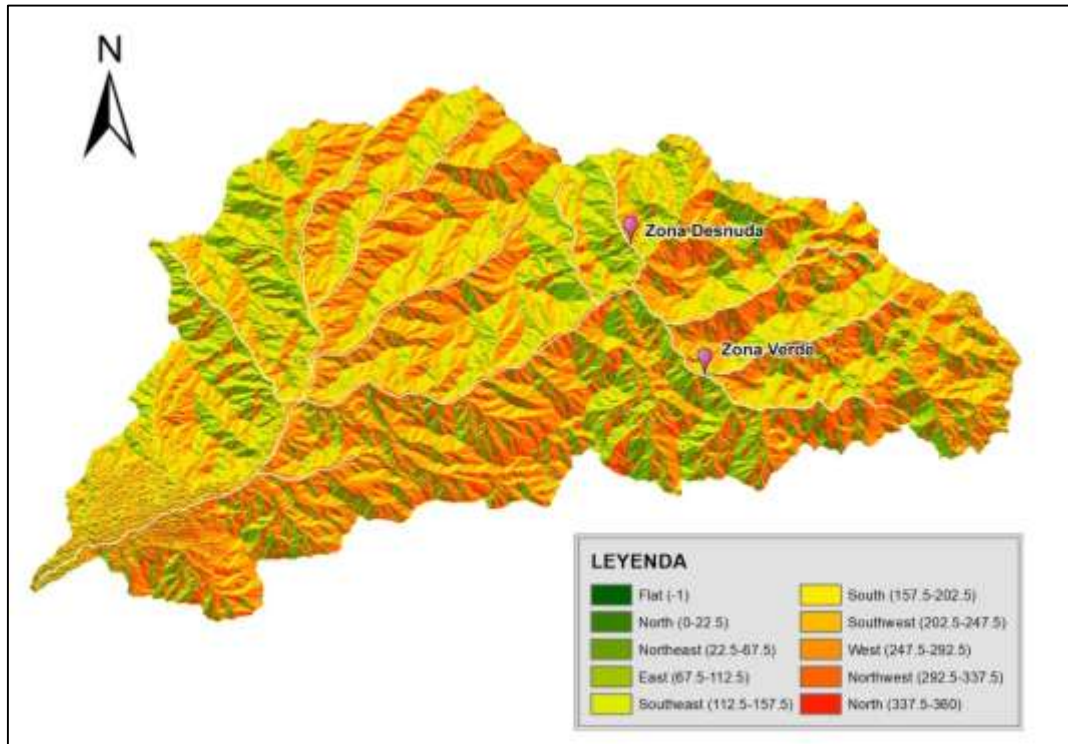 N
Zona Desnuda
Zona Verde
LEYENDA
Flat (-1)
North (0-22.5)
Northeast (22.5-67.5)
East (67.5-112.5)
Southeast (112.5-157.5)
South (157.5-202.5)
Southwest (202.5-247.5)
West (247.5-292.5)
Northwest (292.5-337.5)
North (337.5-360)